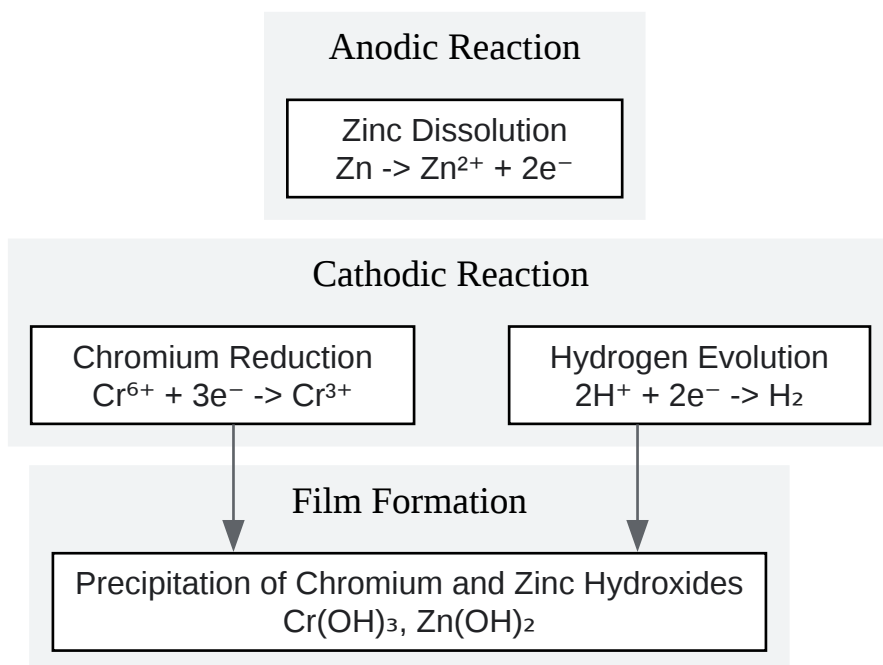 Anodic Reaction
Zinc Dissolution
Zn -> Zn²⁺ + 2e⁻
Cathodic Reaction
Chromium Reduction
Cr⁶⁺ + 3e⁻ -> Cr³⁺
Hydrogen Evolution
2H⁺ + 2e⁻ -> H₂
Film Formation
Precipitation of Chromium and Zinc Hydroxides
Cr(OH)₃, Zn(OH)₂